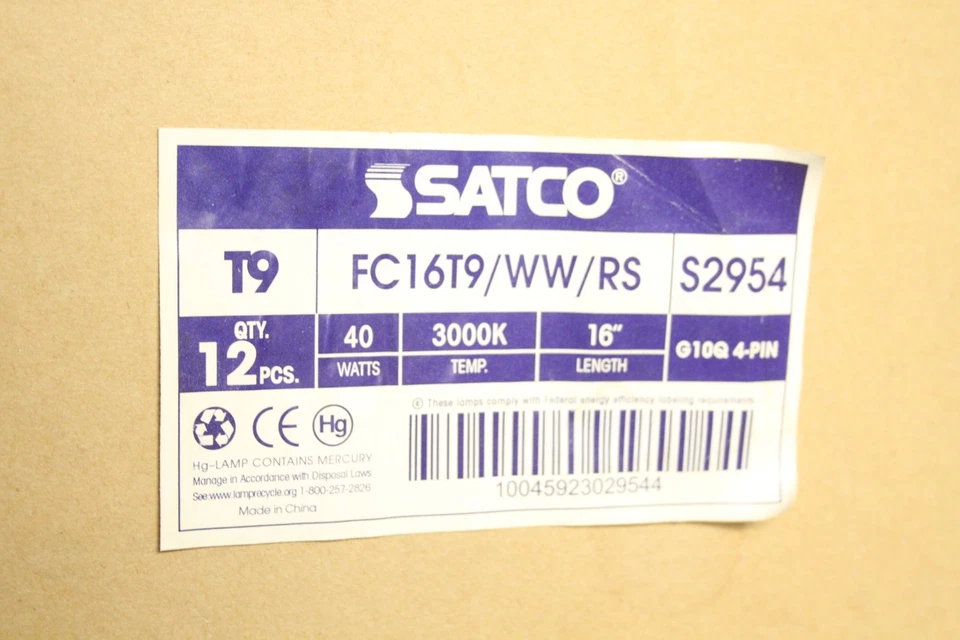 SATCO®
T9
FC16T9/WW/RS
S2954
QTY.
12 PCS.
40
WATTS
3000K
TEMP.
16"
LENGTH
G10Q 4-PIN
Hg
Hg-LAMP CONTAINS MERCURY
Manage in Accordance with Disposal Laws
See:www.lamprecycle.org 1-800-257-2826
Made in China
Ⓔ These lamps comply with Federal energy efficiency labeling requirements
10045923029544